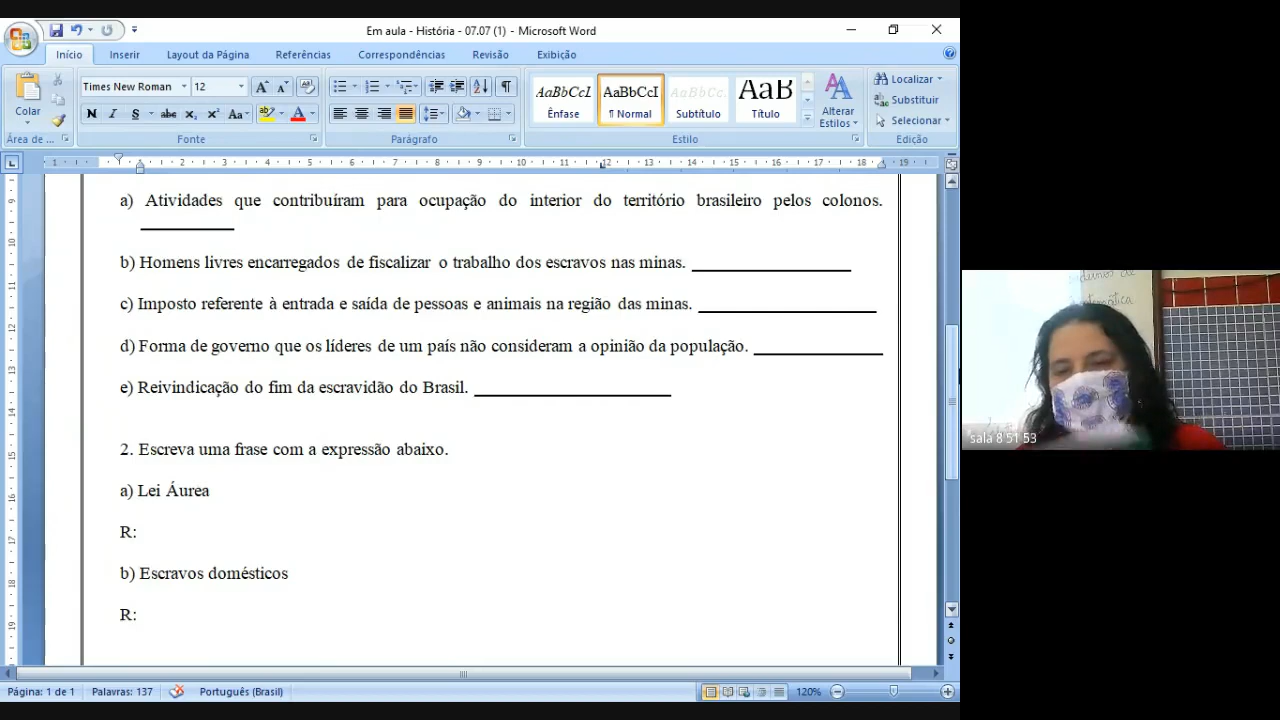 Em aula - História - 07.07 (1) - Microsoft Word
Início Inserir Layout da Página Referências Correspondências Revisão Exibição
Colar
Times New Roman 12
AaBbCcI AaBbCcI AaBbCc. AaB
Ênfase ¶ Normal Subtítulo Título
Alterar Estilos
Localizar
Substituir
Selecionar
Área de ... Fonte Parágrafo Estilo Edição
a) Atividades que contribuíram para ocupação do interior do território brasileiro pelos colonos.
___________
b) Homens livres encarregados de fiscalizar o trabalho dos escravos nas minas. ___________________
c) Imposto referente à entrada e saída de pessoas e animais na região das minas. _____________________
d) Forma de governo que os líderes de um país não consideram a opinião da população. _______________
e) Reivindicação do fim da escravidão do Brasil. _______________________
2. Escreva uma frase com a expressão abaixo.
a) Lei Áurea
R:
b) Escravos domésticos
R:
Página: 1 de 1 Palavras: 137 Português (Brasil) 120%
sala 8 51 53